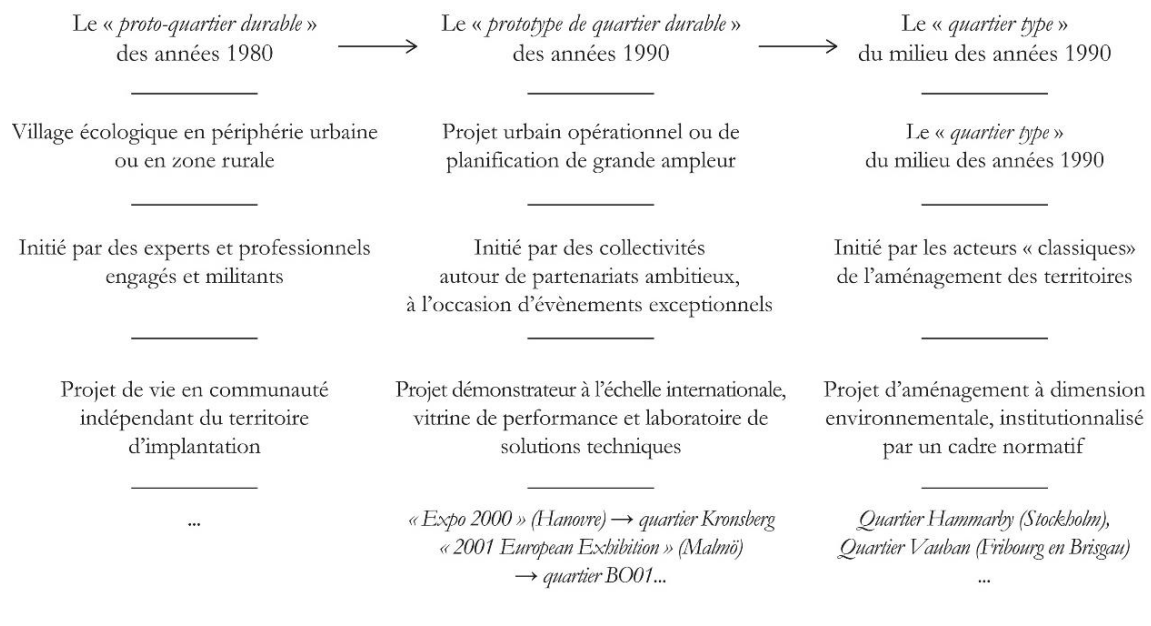 Le « proto-quartier durable »
des années 1980
Le « prototype de quartier durable »
des années 1990
Le « quartier type »
du milieu des années 1990
Village écologique en périphérie urbaine
ou en zone rurale
Projet urbain opérationnel ou de
planification de grande ampleur
Le « quartier type »
du milieu des années 1990
Initié par des experts et professionnels
engagés et militants
Initié par des collectivités
autour de partenariats ambitieux,
à l'occasion d'évènements exceptionnels
Initié par les acteurs « classiques»
de l'aménagement des territoires
Projet de vie en communauté
indépendant du territoire
d'implantation
Projet démonstrateur à l'échelle internationale,
vitrine de performance et laboratoire de
solutions techniques
Projet d'aménagement à dimension
environnementale, institutionnalisé
par un cadre normatif
...
« Expo 2000 » (Hanovre) → quartier Kronsberg
« 2001 European Exhibition » (Malmö)
→ quartier BO01...
Quartier Hammarby (Stockholm),
Quartier Vauban (Fribourg en Brisgau)
...